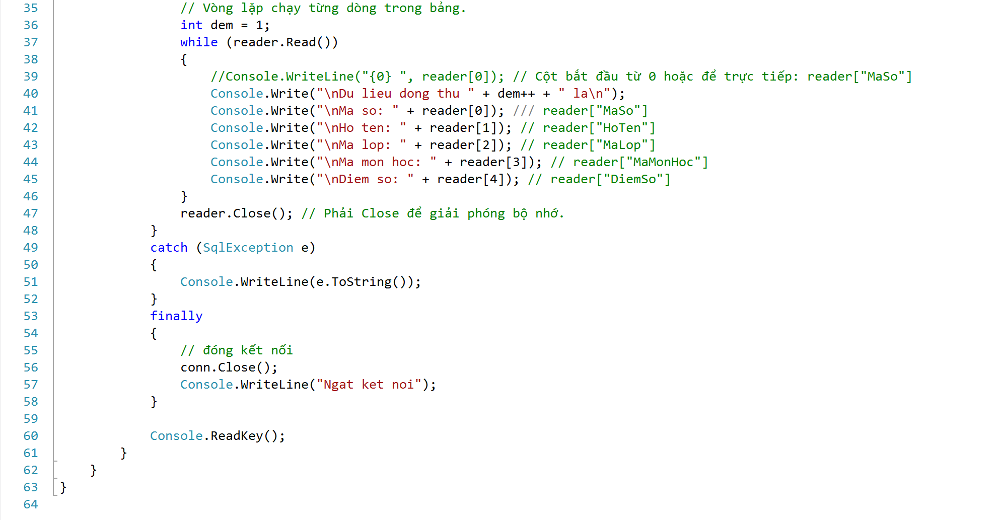 35 // Vòng lặp chạy từng dòng trong bảng.
36 int dem = 1;
37 while (reader.Read())
38 {
39 //Console.WriteLine("{0} ", reader[0]); // Cột bắt đầu từ 0 hoặc để trực tiếp: reader["MaSo"]
40 Console.Write("\nDu lieu dong thu " + dem++ + " la\n");
41 Console.Write("\nMa so: " + reader[0]); /// reader["MaSo"]
42 Console.Write("\nHo ten: " + reader[1]); // reader["HoTen"]
43 Console.Write("\nMa lop: " + reader[2]); // reader["MaLop"]
44 Console.Write("\nMa mon hoc: " + reader[3]); // reader["MaMonHoc"]
45 Console.Write("\nDiem so: " + reader[4]); // reader["DiemSo"]
46 }
47 reader.Close(); // Phải Close để giải phóng bộ nhớ.
48 }
49 catch (SqlException e)
50 {
51 Console.WriteLine(e.ToString());
52 }
53 finally
54 {
55 // đóng kết nối
56 conn.Close();
57 Console.WriteLine("Ngat ket noi");
58 }
59
60 Console.ReadKey();
61 }
62 }
63 }
64